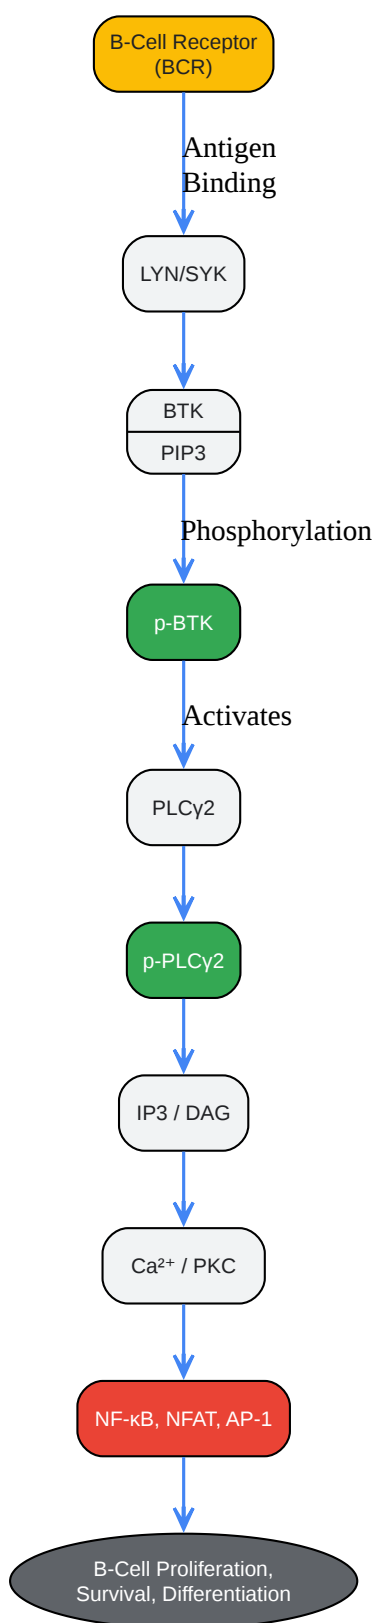 B-Cell Receptor
(BCR)
Antigen
Binding
LYN/SYK
BTK
PIP3
Phosphorylation
p-BTK
Activates
PLCγ2
p-PLCγ2
IP3 / DAG
Ca²⁺ / PKC
NF-κB, NFAT, AP-1
B-Cell Proliferation,
Survival, Differentiation